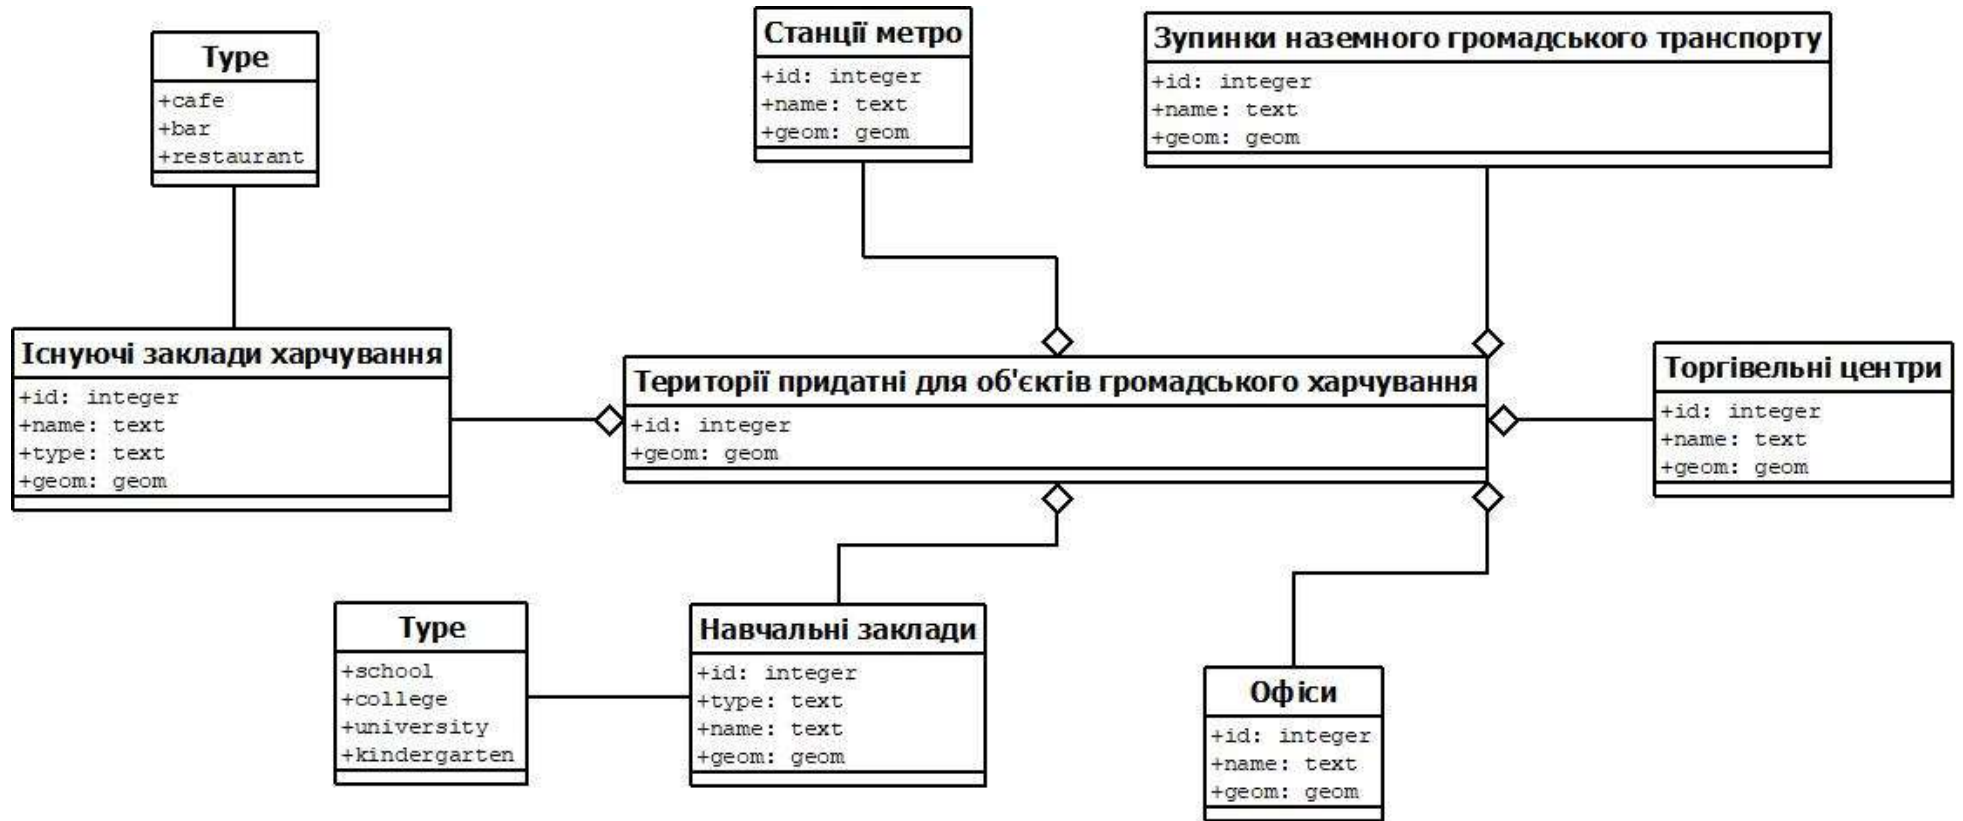 Type
+cafe
+bar
+restaurant
Станції метро
+id: integer
+name: text
+geom: geom
Зупинки наземного громадського транспорту
+id: integer
+name: text
+geom: geom
Існуючі заклади харчування
+id: integer
+name: text
+type: text
+geom: geom
Території придатні для об'єктів громадського харчування
+id: integer
+geom: geom
Торгівельні центри
+id: integer
+name: text
+geom: geom
Type
+school
+college
+university
+kindergarten
Навчальні заклади
+id: integer
+type: text
+name: text
+geom: geom
Офіси
+id: integer
+name: text
+geom: geom